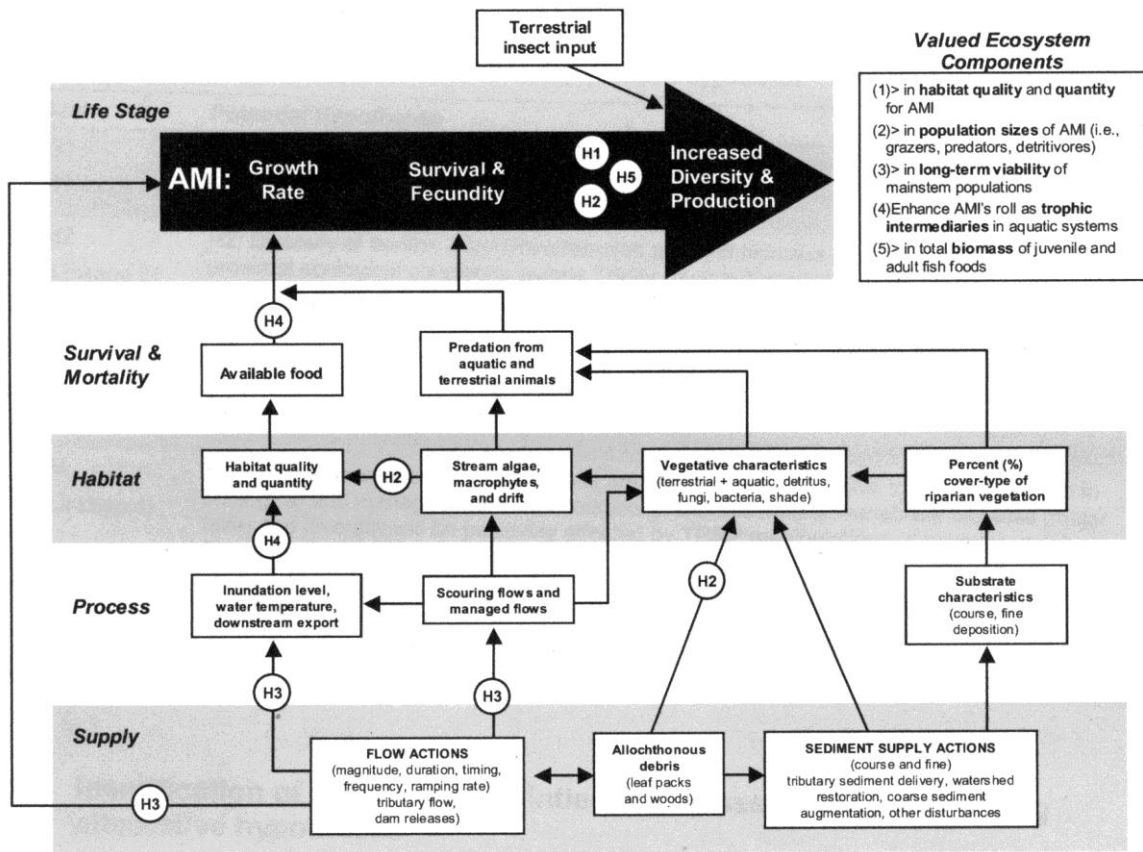 Terrestrial
insect input
Valued Ecosystem
Components
(1)> in habitat quality and quantity
for AMI
(2)> in population sizes of AMI (i.e.,
grazers, predators, detritivores)
(3)> in long-term viability of
mainstem populations
(4)Enhance AMI's roll as trophic
intermediaries in aquatic systems
(5)> in total biomass of juvenile and
adult fish foods
Life Stage
AMI:
Growth
Rate
Survival &
Fecundity
H1
H5
H2
Increased
Diversity &
Production
H4
Survival &
Mortality
Available food
Predation from
aquatic and
terrestrial animals
Habitat
Habitat quality
and quantity
H2
Stream algae,
macrophytes,
and drift
Vegetative characteristics
(terrestrial + aquatic, detritus,
fungi, bacteria, shade)
Percent (%)
cover-type of
riparian vegetation
H4
H2
Process
Inundation level,
water temperature,
downstream export
Scouring flows and
managed flows
Substrate
characteristics
(course, fine
deposition)
H3
H3
Supply
FLOW ACTIONS
(magnitude, duration, timing,
frequency, ramping rate)
tributary flow,
dam releases)
Allochthonous
debris
(leaf packs
and woods)
SEDIMENT SUPPLY ACTIONS
(course and fine)
tributary sediment delivery, watershed
restoration, coarse sediment
augmentation, other disturbances
H3